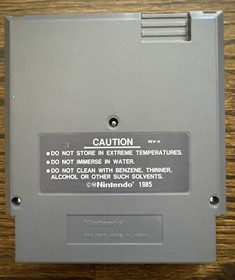 CAUTION REV-A
•DO NOT STORE IN EXTREME TEMPERATURES.
•DO NOT IMMERSE IN WATER.
•DO NOT CLEAN WITH BENZENE, THINNER,
ALCOHOL OR OTHER SUCH SOLVENTS.
©®Nintendo® 1985
Nintendo